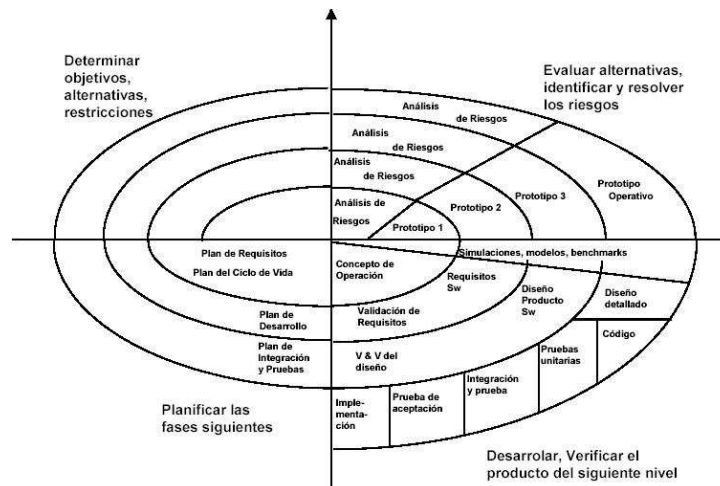 Determinar
objetivos,
alternativas,
restricciones
Evaluar alternativas,
identificar y resolver
los riesgos
Análisis
de Riesgos
Análisis
de Riesgos
Análisis
de Riesgos
Análisis de
Riesgos
Prototipo 1
Prototipo 2
Prototipo 3
Prototipo
Operativo
Simulaciones, modelos, benchmarks
Plan de Requisitos
Plan del Ciclo de Vida
Concepto de
Operación
Requisitos
Sw
Diseño
Producto
Sw
Diseño
detallado
Plan de
Desarrollo
Validación de
Requisitos
Código
Plan de
Integración
y Pruebas
V & V del
diseño
Pruebas
unitarias
Integración
y prueba
Prueba de
aceptación
Imple-
menta-
ción
Planificar las
fases siguientes
Desarrolar, Verificar el
producto del siguiente nivel